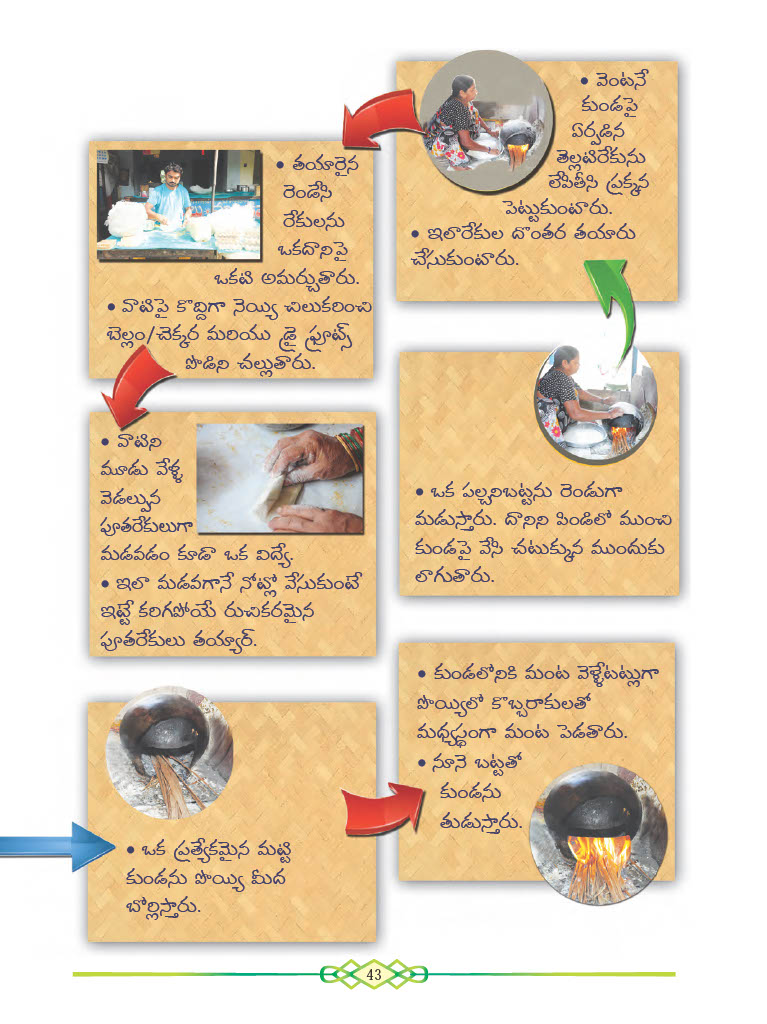 • ఒక ప్రత్యేకమైన మట్టి
కుండను పొయ్యి మీద
బోర్లిస్తారు.
• కుండలోనికి మంట వెళ్ళేటట్లుగా
పొయ్యిలో కొబ్బరాకులతో
మధ్యస్థంగా మంట పెడతారు.
• నూనె బట్టతో
కుండను
తుడుస్తారు.
• ఒక పల్చనిబట్టను రెండుగా
మడుస్తారు. దానిని పిండిలో ముంచి
కుండపై వేసి చటుక్కున ముందుకు
లాగుతారు.
• వెంటనే
కుండపై
ఏర్పడిన
తెల్లటిరేకును
లేపితీసి ప్రక్కన
పెట్టుకుంటారు.
• ఇలారేకుల దొంతర తయారు
చేసుకుంటారు.
• తయారైన
రెండేసి
రేకులను
ఒకదానిపై
ఒకటి అమర్చుతారు.
• వాటిపై కొద్దిగా నెయ్యి చిలుకరించి
బెల్లం/చెక్కర మరియు డ్రై ఫ్రూట్స్
పొడిని చల్లుతారు.
• వాటిని
మూడు వేళ్ళ
వెడల్పున
పూతరేకులుగా
మడవడం కూడా ఒక విద్యే.
• ఇలా మడవగానే నోట్లో వేసుకుంటే
ఇట్టే కరిగపోయే రుచికరమైన
పూతరేకులు తయ్యార్.
43